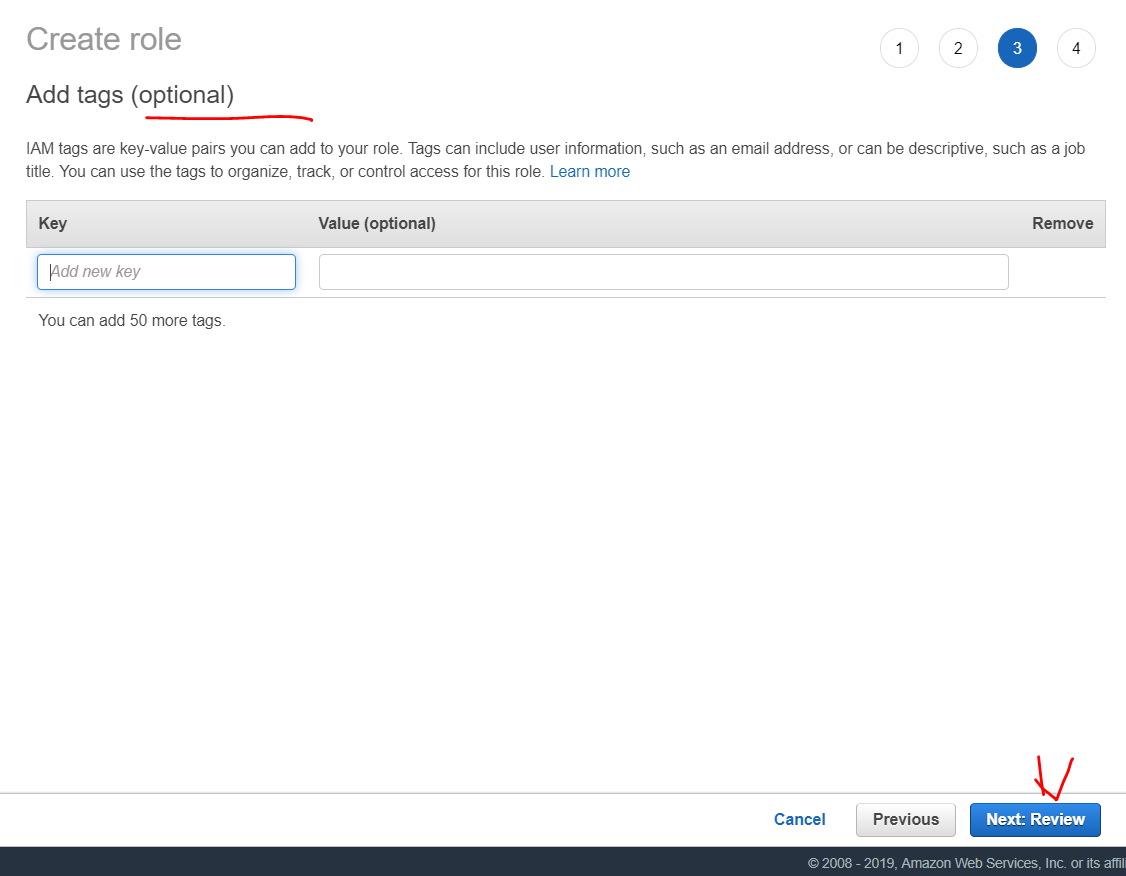 Create role
1 2 3 4
Add tags (optional)
IAM tags are key-value pairs you can add to your role. Tags can include user information, such as an email address, or can be descriptive, such as a job
title. You can use the tags to organize, track, or control access for this role. Learn more
Key Value (optional) Remove
Add new key
You can add 50 more tags.
Cancel Previous Next: Review
© 2008 - 2019, Amazon Web Services, Inc. or its affil